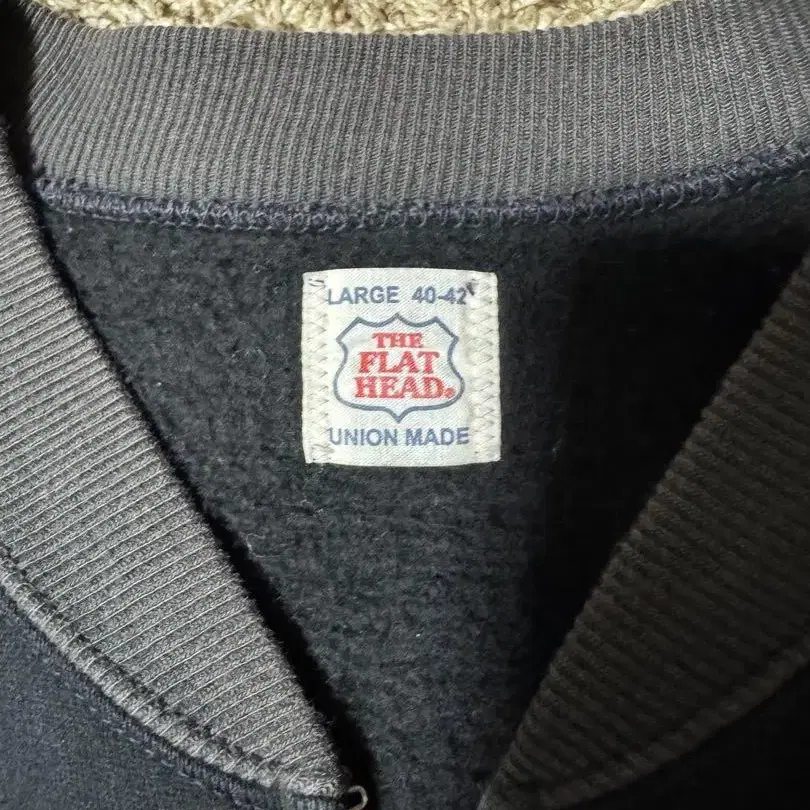 LARGE 40-42
THE
FLAT
HEAD®
UNION MADE